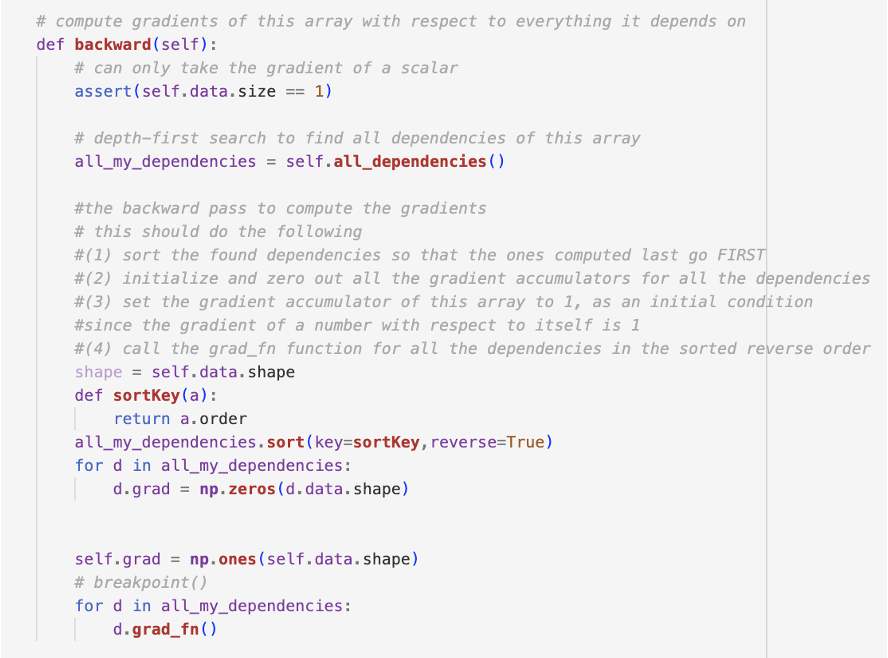 # compute gradients of this array with respect to everything it depends on
def backward(self):
    # can only take the gradient of a scalar
    assert(self.data.size == 1)

    # depth-first search to find all dependencies of this array
    all_my_dependencies = self.all_dependencies()

    #the backward pass to compute the gradients
    # this should do the following
    #(1) sort the found dependencies so that the ones computed last go FIRST
    #(2) initialize and zero out all the gradient accumulators for all the dependencies
    #(3) set the gradient accumulator of this array to 1, as an initial condition
    #since the gradient of a number with respect to itself is 1
    #(4) call the grad_fn function for all the dependencies in the sorted reverse order
    shape = self.data.shape
    def sortKey(a):
        return a.order
    all_my_dependencies.sort(key=sortKey,reverse=True)
    for d in all_my_dependencies:
        d.grad = np.zeros(d.data.shape)


    self.grad = np.ones(self.data.shape)
    # breakpoint()
    for d in all_my_dependencies:
        d.grad_fn()